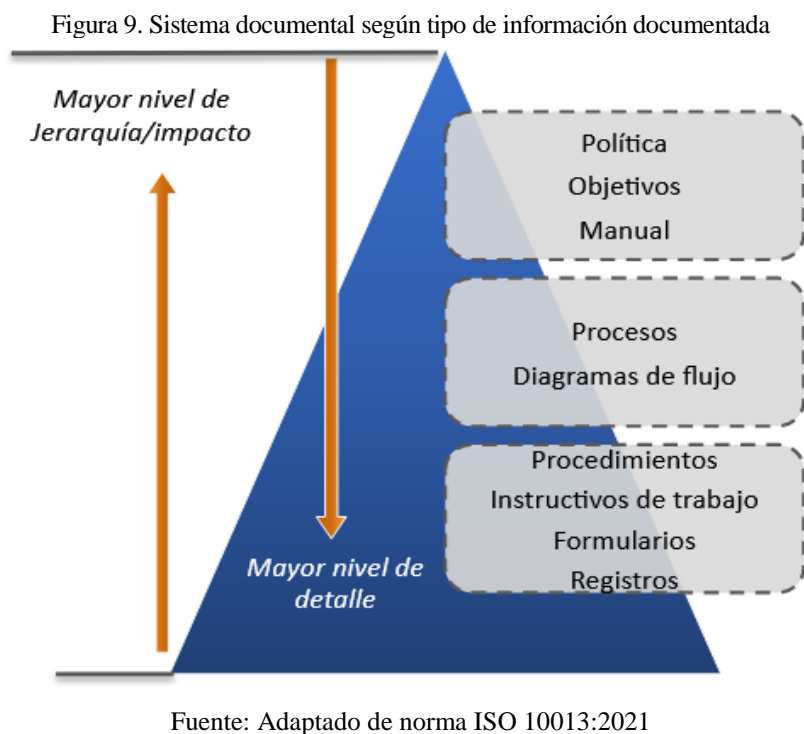 Figura 9. Sistema documental según tipo de información documentada
Mayor nivel de
Jerarquía/impacto
Política
Objetivos
Manual
Procesos
Diagramas de flujo
Procedimientos
Instructivos de trabajo
Formularios
Registros
Mayor nivel de
detalle
Fuente: Adaptado de norma ISO 10013:2021